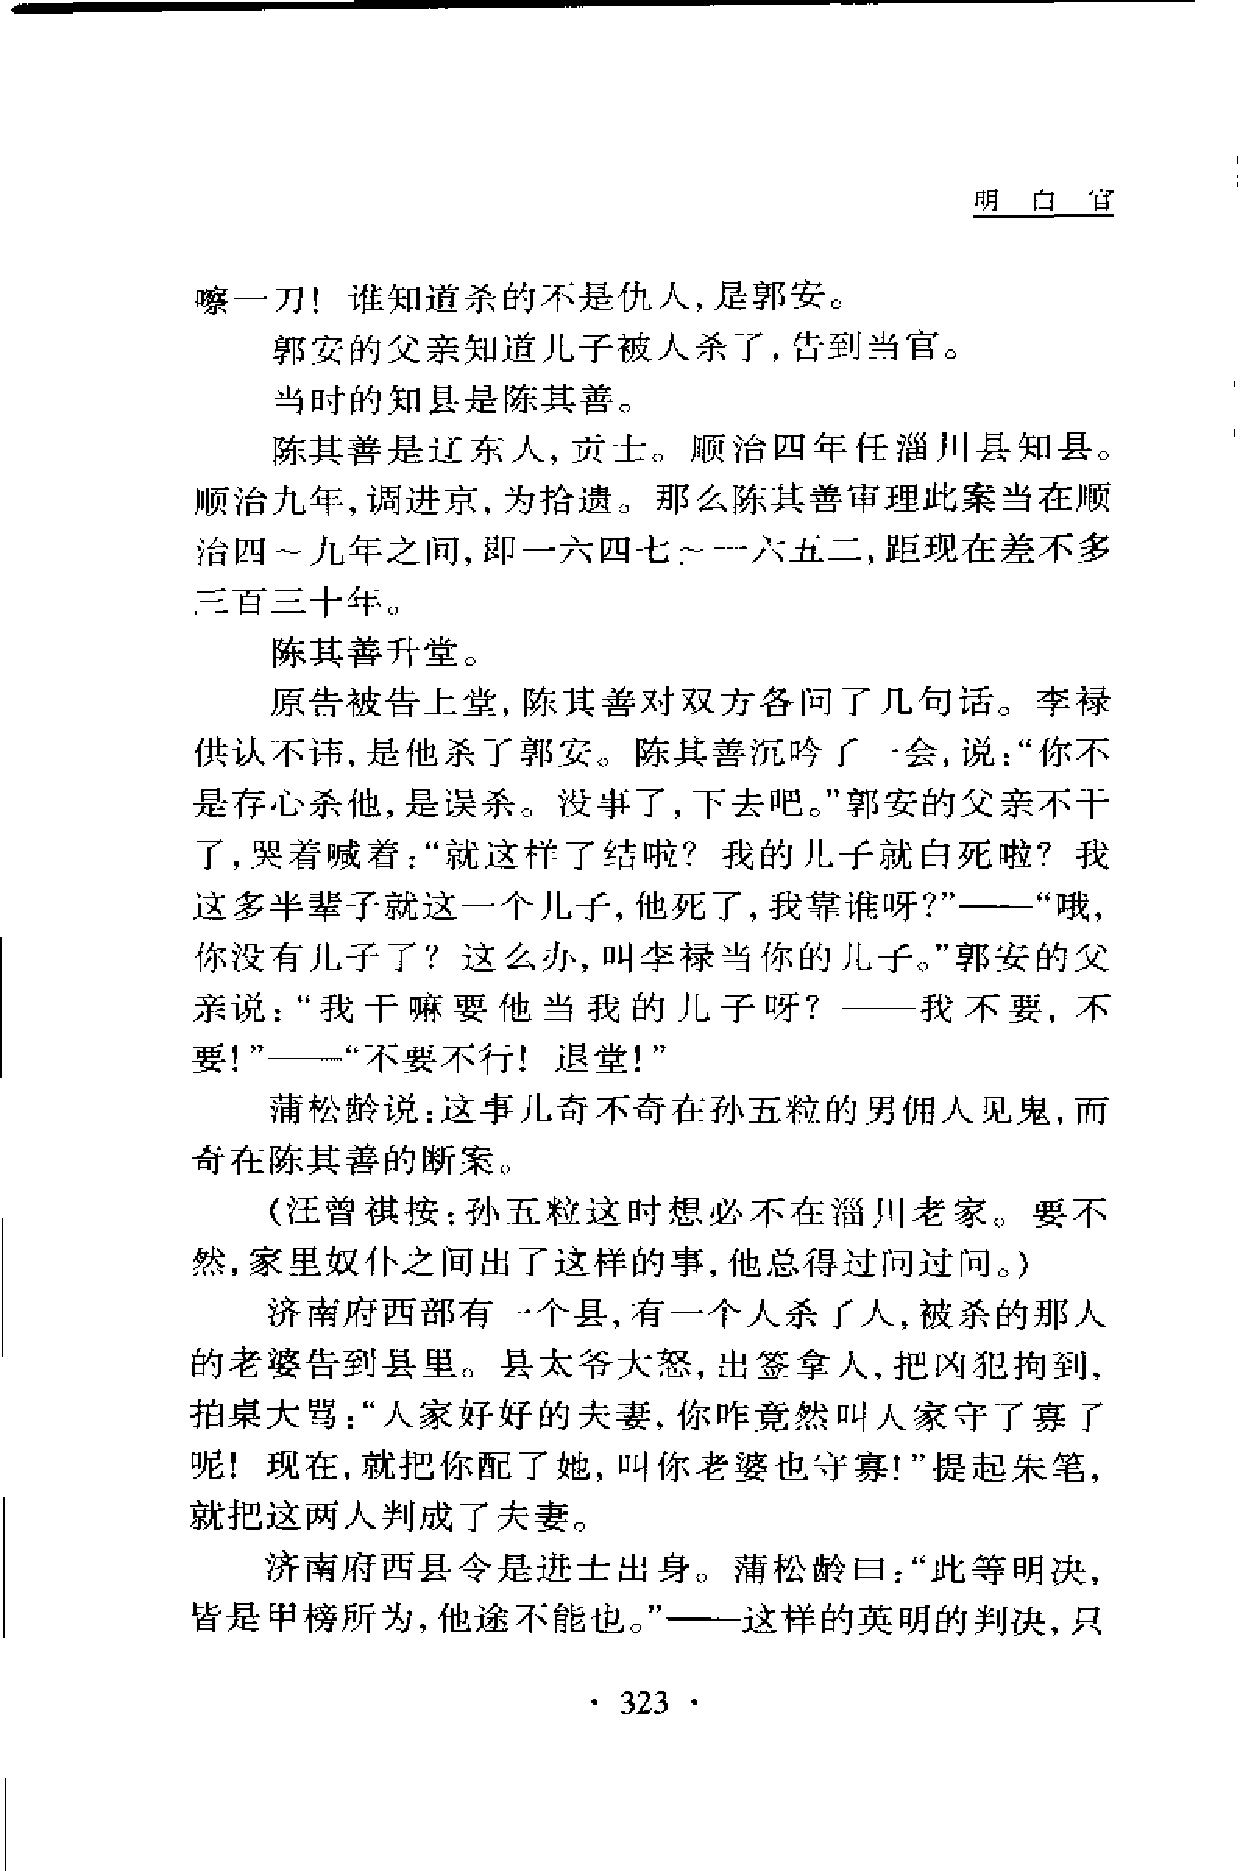 明白官
嚓一刀！谁知道杀的不是仇人，是郭安。
郭安的父亲知道儿子被人杀了，告到当官。
当时的知县是陈其善。
陈其善是辽东人，贡士。顺治四年任淄川县知县。
顺治九年，调进京，为拾遗。那么陈其善审理此案当在顺
治四～九年之间，即一六四七～一六五二，距现在差不多
三百三十年。
陈其善升堂。
原告被告上堂，陈其善对双方各问了几句话。李禄
供认不讳，是他杀了郭安。陈其善沉吟了一会，说：“你不
是存心杀他，是误杀。没事了，下去吧。”郭安的父亲不干
了，哭着喊着：“就这样了结啦？我的儿子就白死啦？我
这多半辈子就这一个儿子，他死了，我靠谁呀？”——“哦，
你没有儿子了？这么办，叫李禄当你的儿子。”郭安的父
亲说：“我干嘛要他当我的儿子呀？——我不要，不
要！”——“不要不行！退堂！”
蒲松龄说：这事儿奇不奇在孙五粒的男佣人见鬼，而
奇在陈其善的断案。
（汪曾祺按：孙五粒这时想必不在淄川老家。要不
然，家里奴仆之间出了这样的事，他总得过问过问。）
济南府西部有一个县，有一个人杀了人，被杀的那人
的老婆告到县里。县太爷大怒，出签拿人，把凶犯拘到，
拍桌大骂：“人家好好的夫妻，你咋竟然叫人家守了寡了
呢！现在，就把你配了她，叫你老婆也守寡！”提起朱笔，
就把这两人判成了夫妻。
济南府西县令是进士出身。蒲松龄曰：“此等明决，
皆是甲榜所为，他途不能也。”——这样的英明的判决，只
·323·